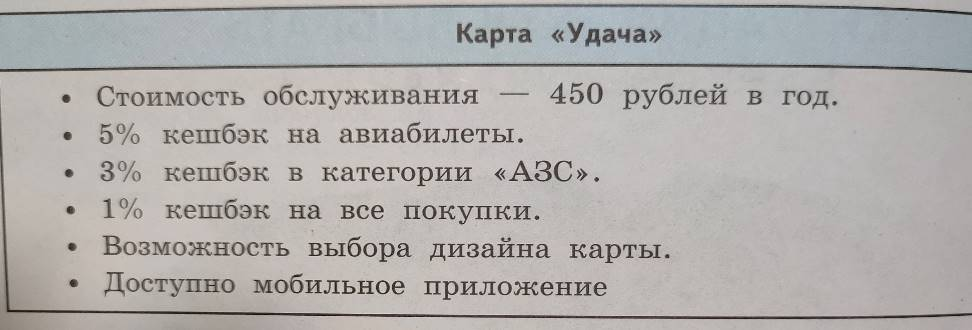 Карта «Удача»
• Стоимость обслуживания — 450 рублей в год.
• 5% кешбэк на авиабилеты.
• 3% кешбэк в категории «АЗС».
• 1% кешбэк на все покупки.
• Возможность выбора дизайна карты.
• Доступно мобильное приложение